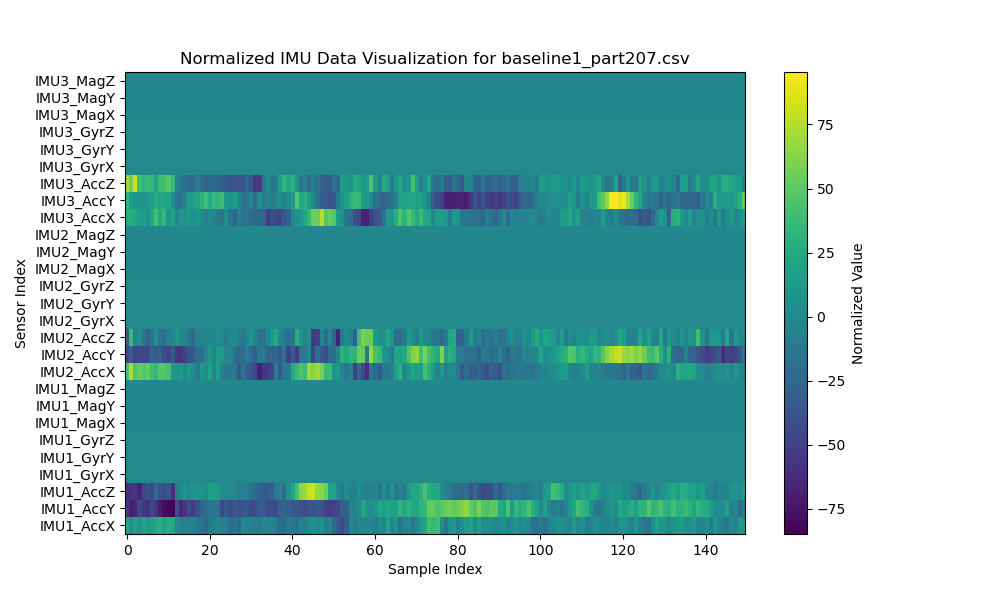 Normalized IMU Data Visualization for baseline1_part207.csv
IMU3_MagZ
IMU3_MagY
IMU3_MagX
IMU3_GyrZ
IMU3_GyrY
IMU3_GyrX
IMU3_AccZ
IMU3_AccY
IMU3_AccX
IMU2_MagZ
IMU2_MagY
IMU2_MagX
IMU2_GyrZ
IMU2_GyrY
IMU2_GyrX
IMU2_AccZ
IMU2_AccY
IMU2_AccX
IMU1_MagZ
IMU1_MagY
IMU1_MagX
IMU1_GyrZ
IMU1_GyrY
IMU1_GyrX
IMU1_AccZ
IMU1_AccY
IMU1_AccX
Sensor Index
0 20 40 60 80 100 120 140
Sample Index
75
50
25
0
−25
−50
−75
Normalized Value